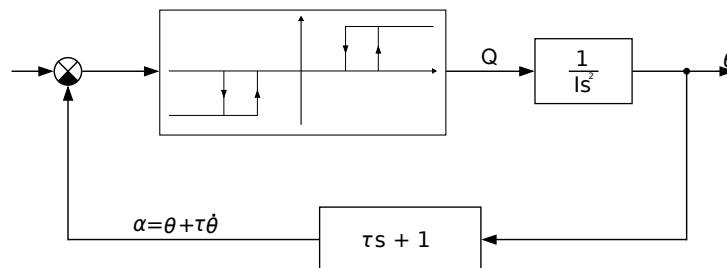 Q
1
Is²
θ
α=θ+τθ̇
τs + 1